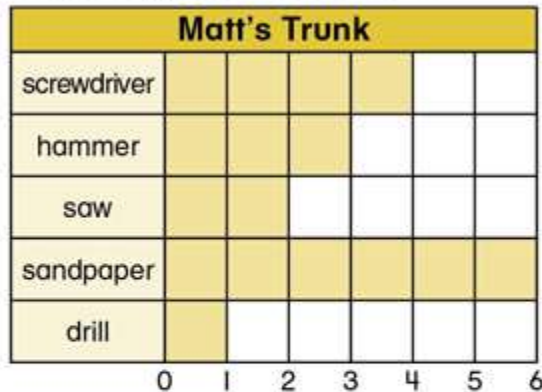 Matt's Trunk
screwdriver
hammer
saw
sandpaper
drill
0 1 2 3 4 5 6